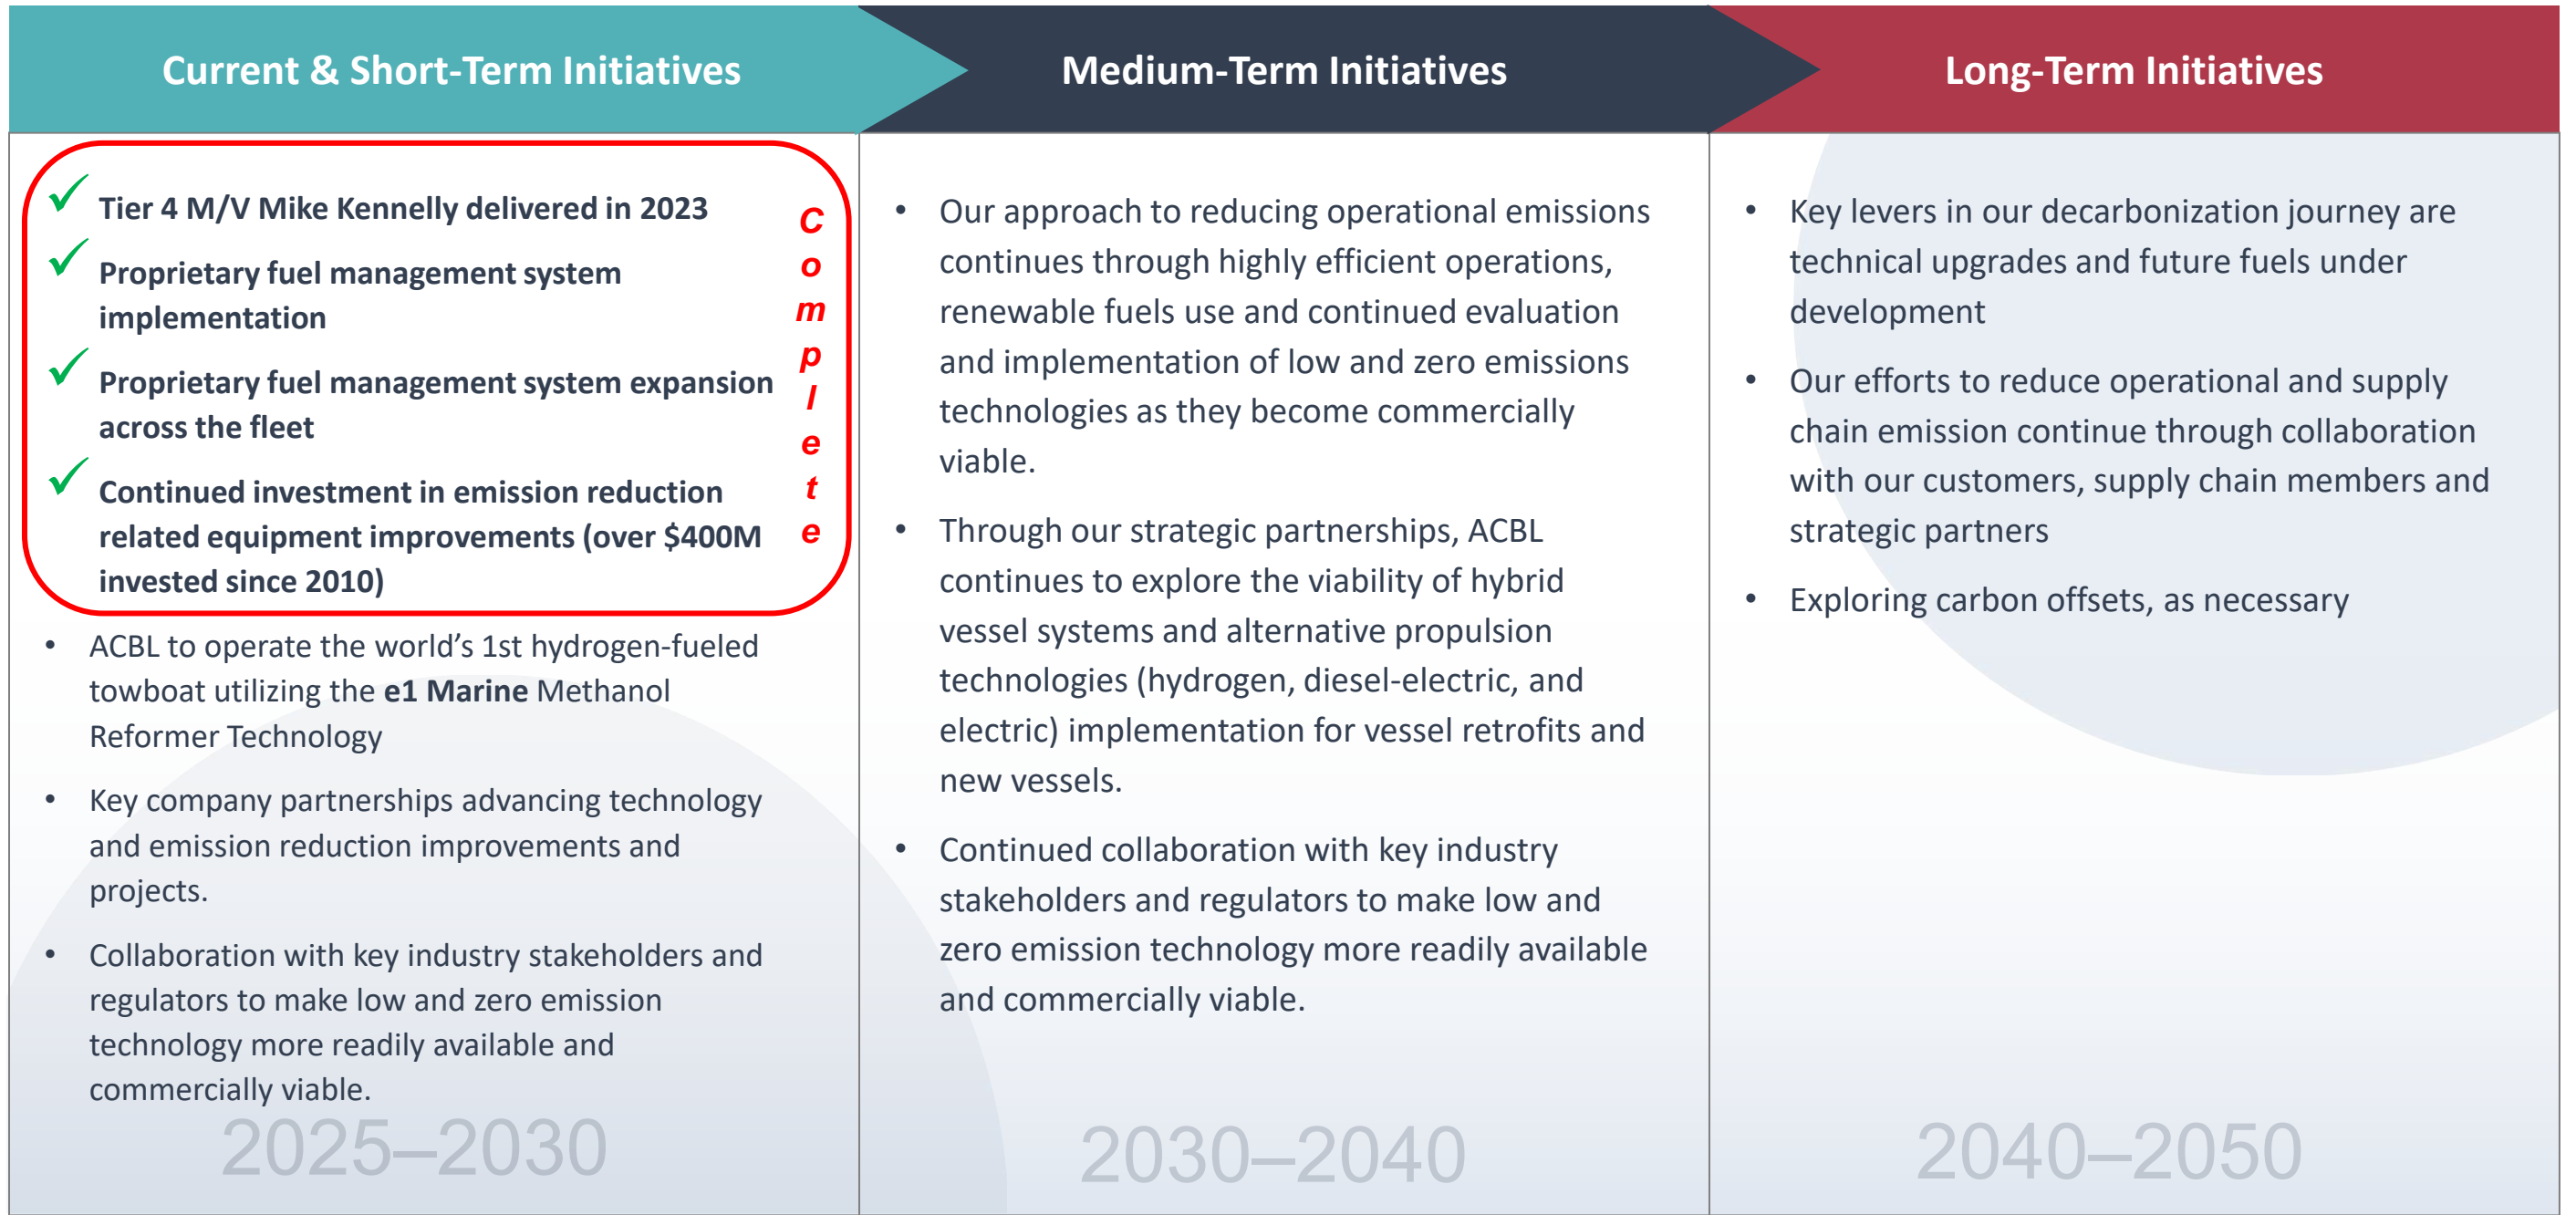 Current & Short-Term Initiatives
Medium-Term Initiatives
Long-Term Initiatives
✓ Tier 4 M/V Mike Kennelly delivered in 2023
✓ Proprietary fuel management system
implementation
✓ Proprietary fuel management system expansion
across the fleet
✓ Continued investment in emission reduction
related equipment improvements (over $400M
invested since 2010)
Complete
• ACBL to operate the world’s 1st hydrogen-fueled
towboat utilizing the e1 Marine Methanol
Reformer Technology
• Key company partnerships advancing technology
and emission reduction improvements and
projects.
• Collaboration with key industry stakeholders and
regulators to make low and zero emission
technology more readily available and
commercially viable.
2025–2030
• Our approach to reducing operational emissions
continues through highly efficient operations,
renewable fuels use and continued evaluation
and implementation of low and zero emissions
technologies as they become commercially
viable.
• Through our strategic partnerships, ACBL
continues to explore the viability of hybrid
vessel systems and alternative propulsion
technologies (hydrogen, diesel-electric, and
electric) implementation for vessel retrofits and
new vessels.
• Continued collaboration with key industry
stakeholders and regulators to make low and
zero emission technology more readily available
and commercially viable.
2030–2040
• Key levers in our decarbonization journey are
technical upgrades and future fuels under
development
• Our efforts to reduce operational and supply
chain emission continue through collaboration
with our customers, supply chain members and
strategic partners
• Exploring carbon offsets, as necessary
2040–2050